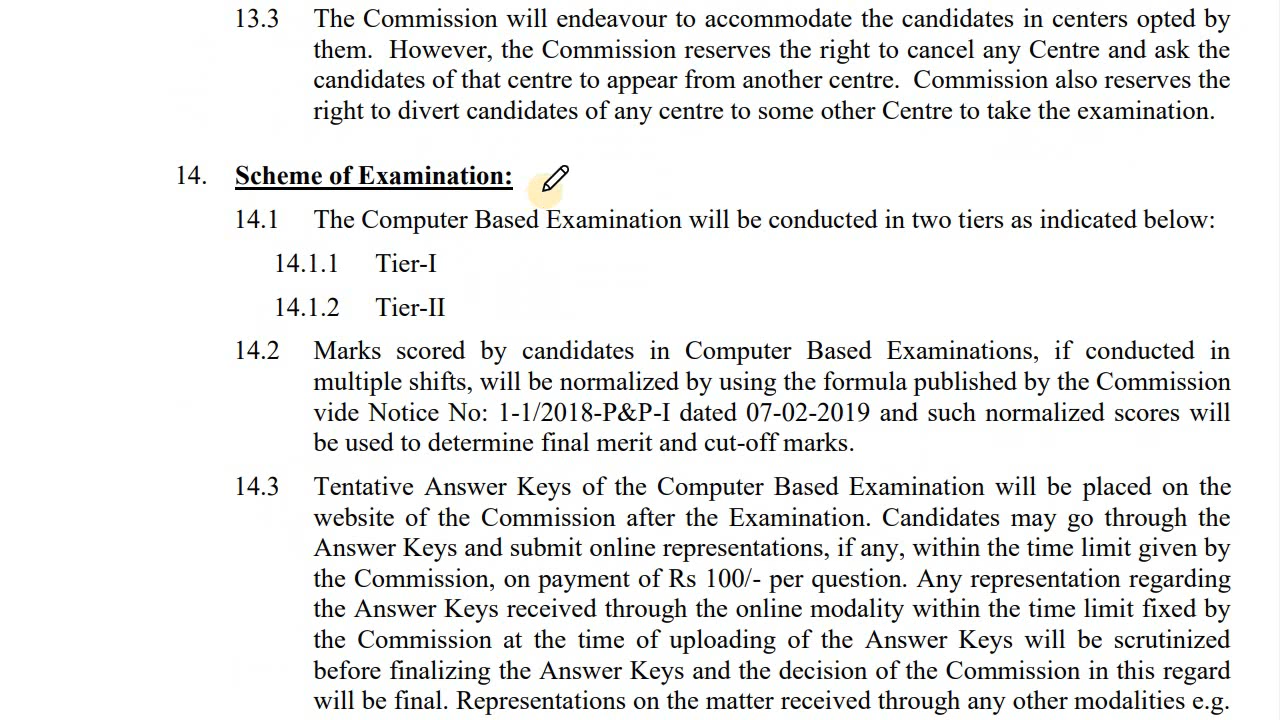 13.3 The Commission will endeavour to accommodate the candidates in centers opted by
them. However, the Commission reserves the right to cancel any Centre and ask the
candidates of that centre to appear from another centre. Commission also reserves the
right to divert candidates of any centre to some other Centre to take the examination.
14. Scheme of Examination:
14.1 The Computer Based Examination will be conducted in two tiers as indicated below:
14.1.1 Tier-I
14.1.2 Tier-II
14.2 Marks scored by candidates in Computer Based Examinations, if conducted in
multiple shifts, will be normalized by using the formula published by the Commission
vide Notice No: 1-1/2018-P&P-I dated 07-02-2019 and such normalized scores will
be used to determine final merit and cut-off marks.
14.3 Tentative Answer Keys of the Computer Based Examination will be placed on the
website of the Commission after the Examination. Candidates may go through the
Answer Keys and submit online representations, if any, within the time limit given by
the Commission, on payment of Rs 100/- per question. Any representation regarding
the Answer Keys received through the online modality within the time limit fixed by
the Commission at the time of uploading of the Answer Keys will be scrutinized
before finalizing the Answer Keys and the decision of the Commission in this regard
will be final. Representations on the matter received through any other modalities e.g.